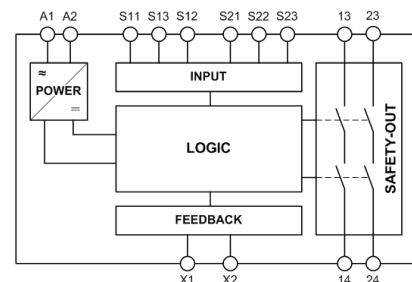 A1 A2 S11 S13 S12 S21 S22 S23 13 23
≂
POWER
⎓
INPUT
LOGIC
SAFETY-OUT
FEEDBACK
X1 X2 14 24